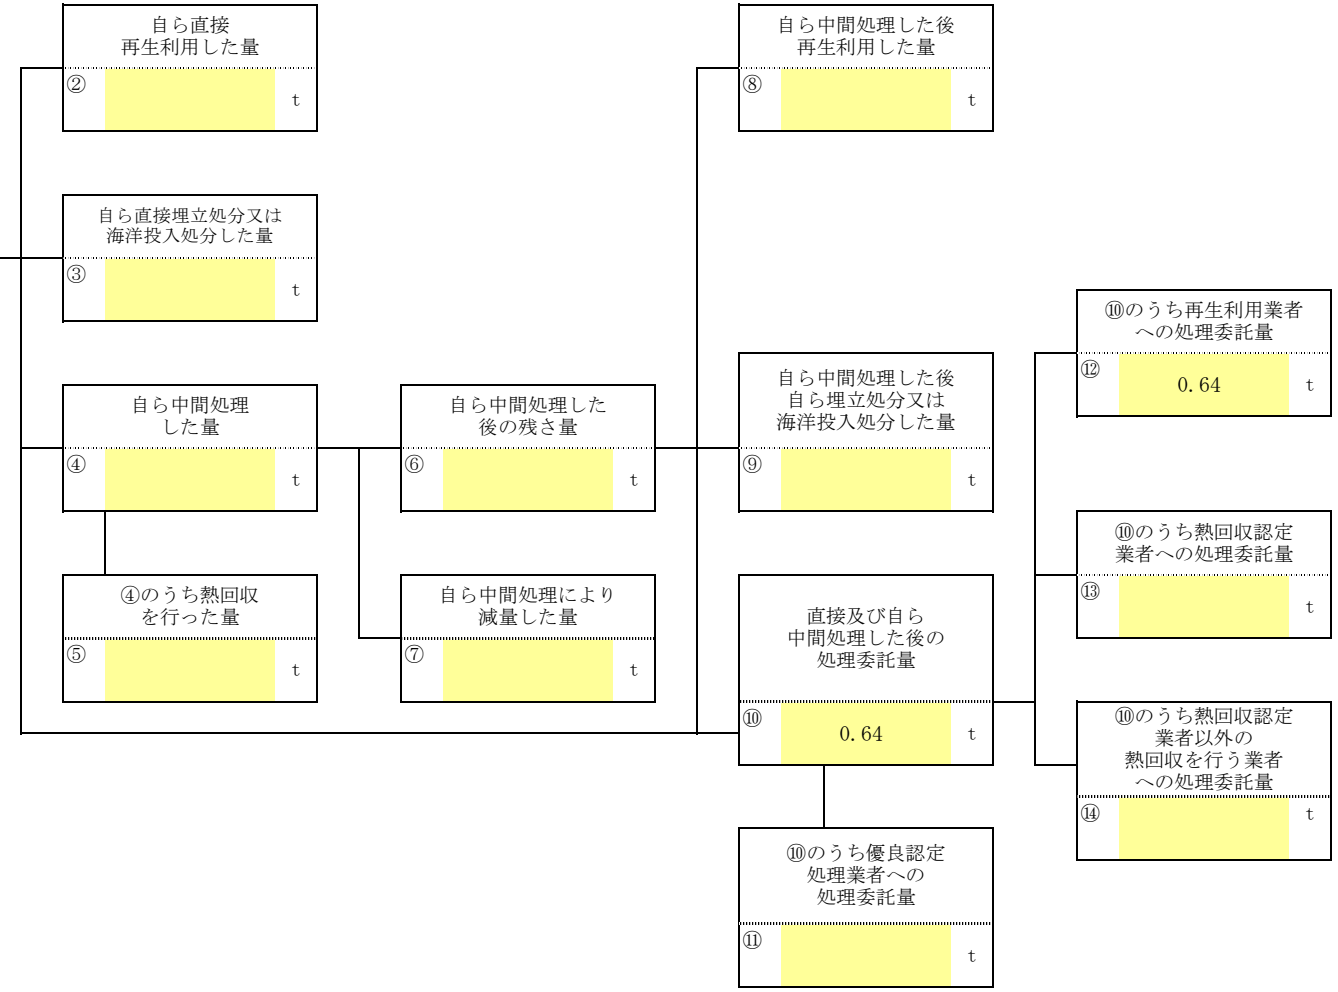 自ら直接
再生利用した量
②
t
自ら直接埋立処分又は
海洋投入処分した量
③
t
自ら中間処理
した量
④
t
④のうち熱回収
を行った量
⑤
t
自ら中間処理した
後の残さ量
⑥
t
自ら中間処理により
減量した量
⑦
t
自ら中間処理した後
再生利用した量
⑧
t
自ら中間処理した後
自ら埋立処分又は
海洋投入処分した量
⑨
t
直接及び自ら
中間処理した後の
処理委託量
⑩ 0.64 t
⑩のうち優良認定
処理業者への
処理委託量
⑪
t
⑩のうち再生利用業者
への処理委託量
⑫ 0.64 t
⑩のうち熱回収認定
業者への処理委託量
⑬
t
⑩のうち熱回収認定
業者以外の
熱回収を行う業者
への処理委託量
⑭
t